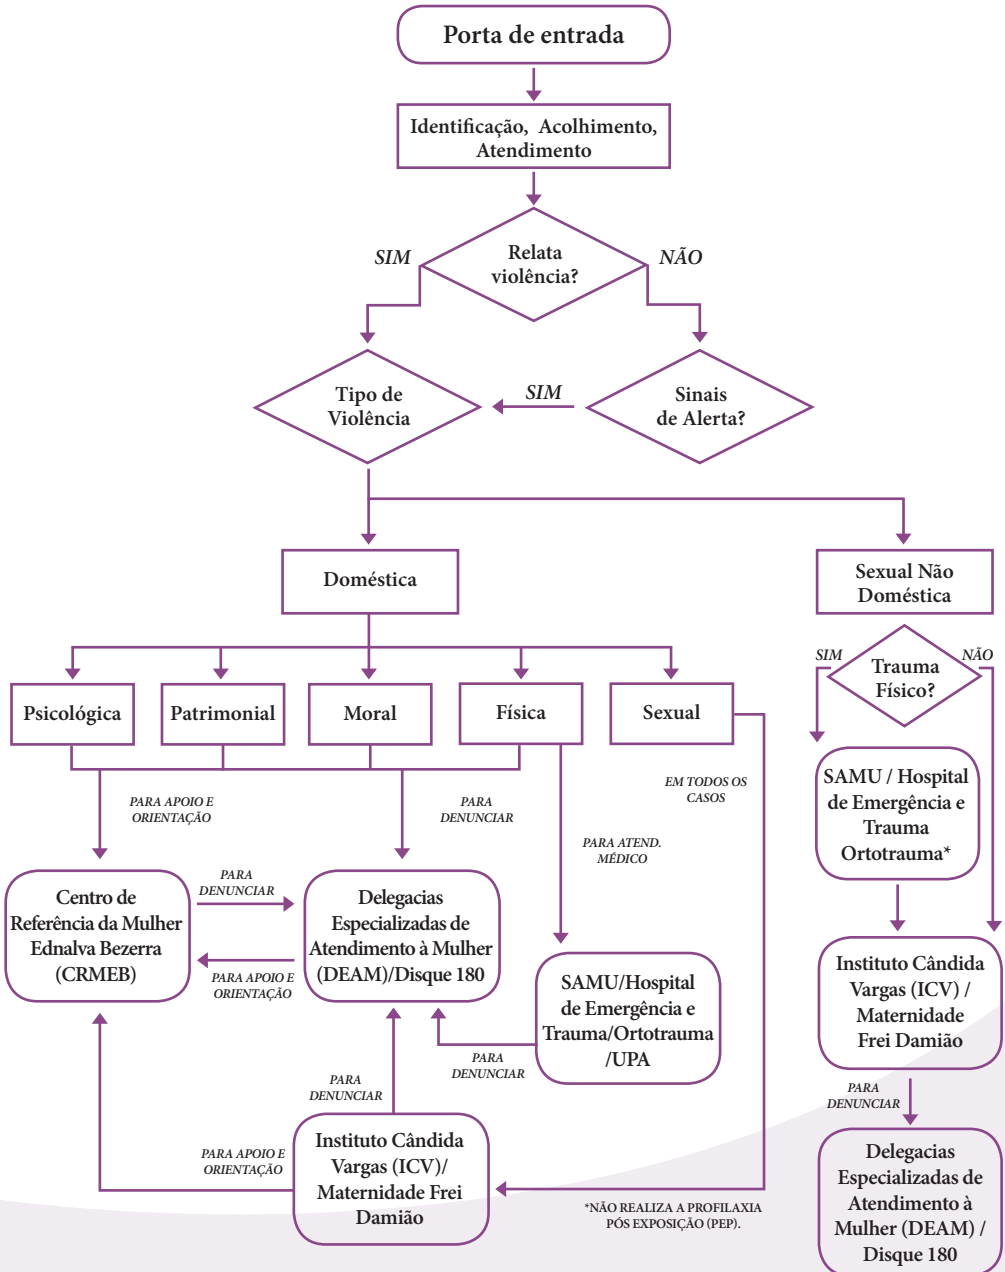 Porta de entrada
Identificação, Acolhimento,
Atendimento
SIM
Relata
violência?
NÃO
Tipo de
Violência
SIM
Sinais
de Alerta?
Doméstica
Sexual Não
Doméstica
SIM
Trauma
Físico?
NÃO
Psicológica
Patrimonial
Moral
Física
Sexual
SAMU / Hospital
de Emergência e
Trauma
Ortotrauma*
PARA APOIO E
ORIENTAÇÃO
PARA
DENUNCIAR
PARA ATEND.
MÉDICO
EM TODOS OS
CASOS
Centro de
Referência da Mulher
Ednalva Bezerra
(CRMEB)
PARA
DENUNCIAR
PARA APOIO E
ORIENTAÇÃO
Delegacias
Especializadas de
Atendimento à Mulher
(DEAM)/Disque 180
SAMU/Hospital
de Emergência e
Trauma/Ortotrauma
/UPA
Instituto Cândida
Vargas (ICV) /
Maternidade
Frei Damião
PARA
DENUNCIAR
PARA
DENUNCIAR
PARA
DENUNCIAR
PARA APOIO E
ORIENTAÇÃO
Instituto Cândida
Vargas (ICV)/
Maternidade Frei
Damião
*NÃO REALIZA A PROFILAXIA
PÓS EXPOSIÇÃO (PEP).
Delegacias
Especializadas de
Atendimento à
Mulher (DEAM) /
Disque 180